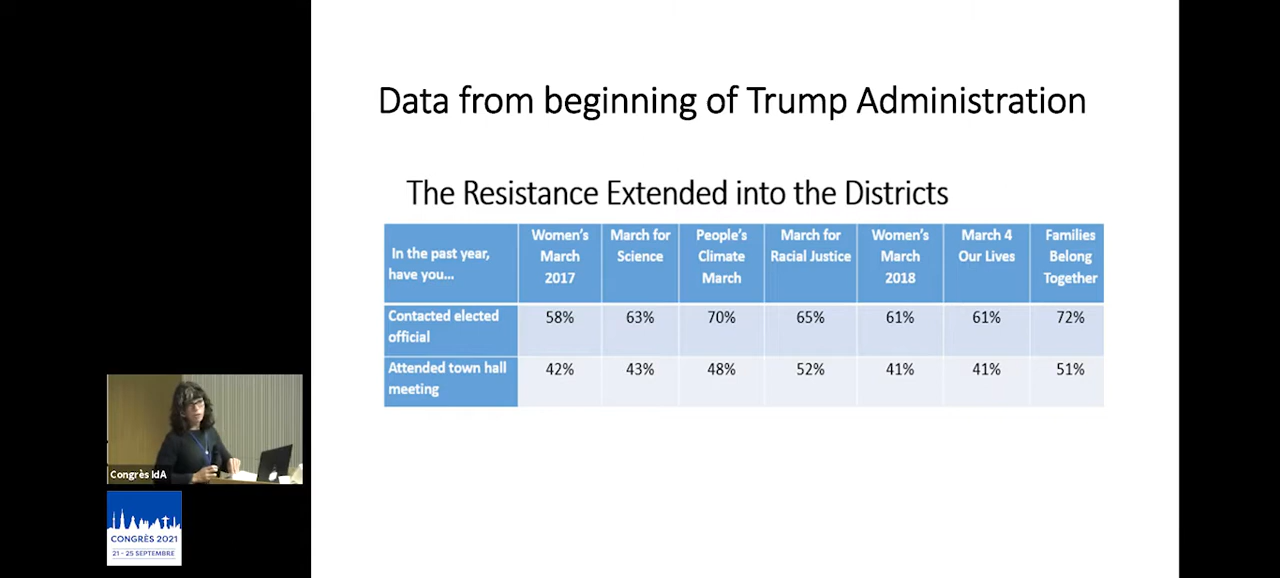 Data from beginning of Trump Administration
The Resistance Extended into the Districts
In the past year, have you... | Women's March 2017 | March for Science | People's Climate March | March for Racial Justice | Women's March 2018 | March 4 Our Lives | Families Belong Together
Contacted elected official | 58% | 63% | 70% | 65% | 61% | 61% | 72%
Attended town hall meeting | 42% | 43% | 48% | 52% | 41% | 41% | 51%
Congrès IdA
CONGRÈS 2021
21 - 25 SEPTEMBRE